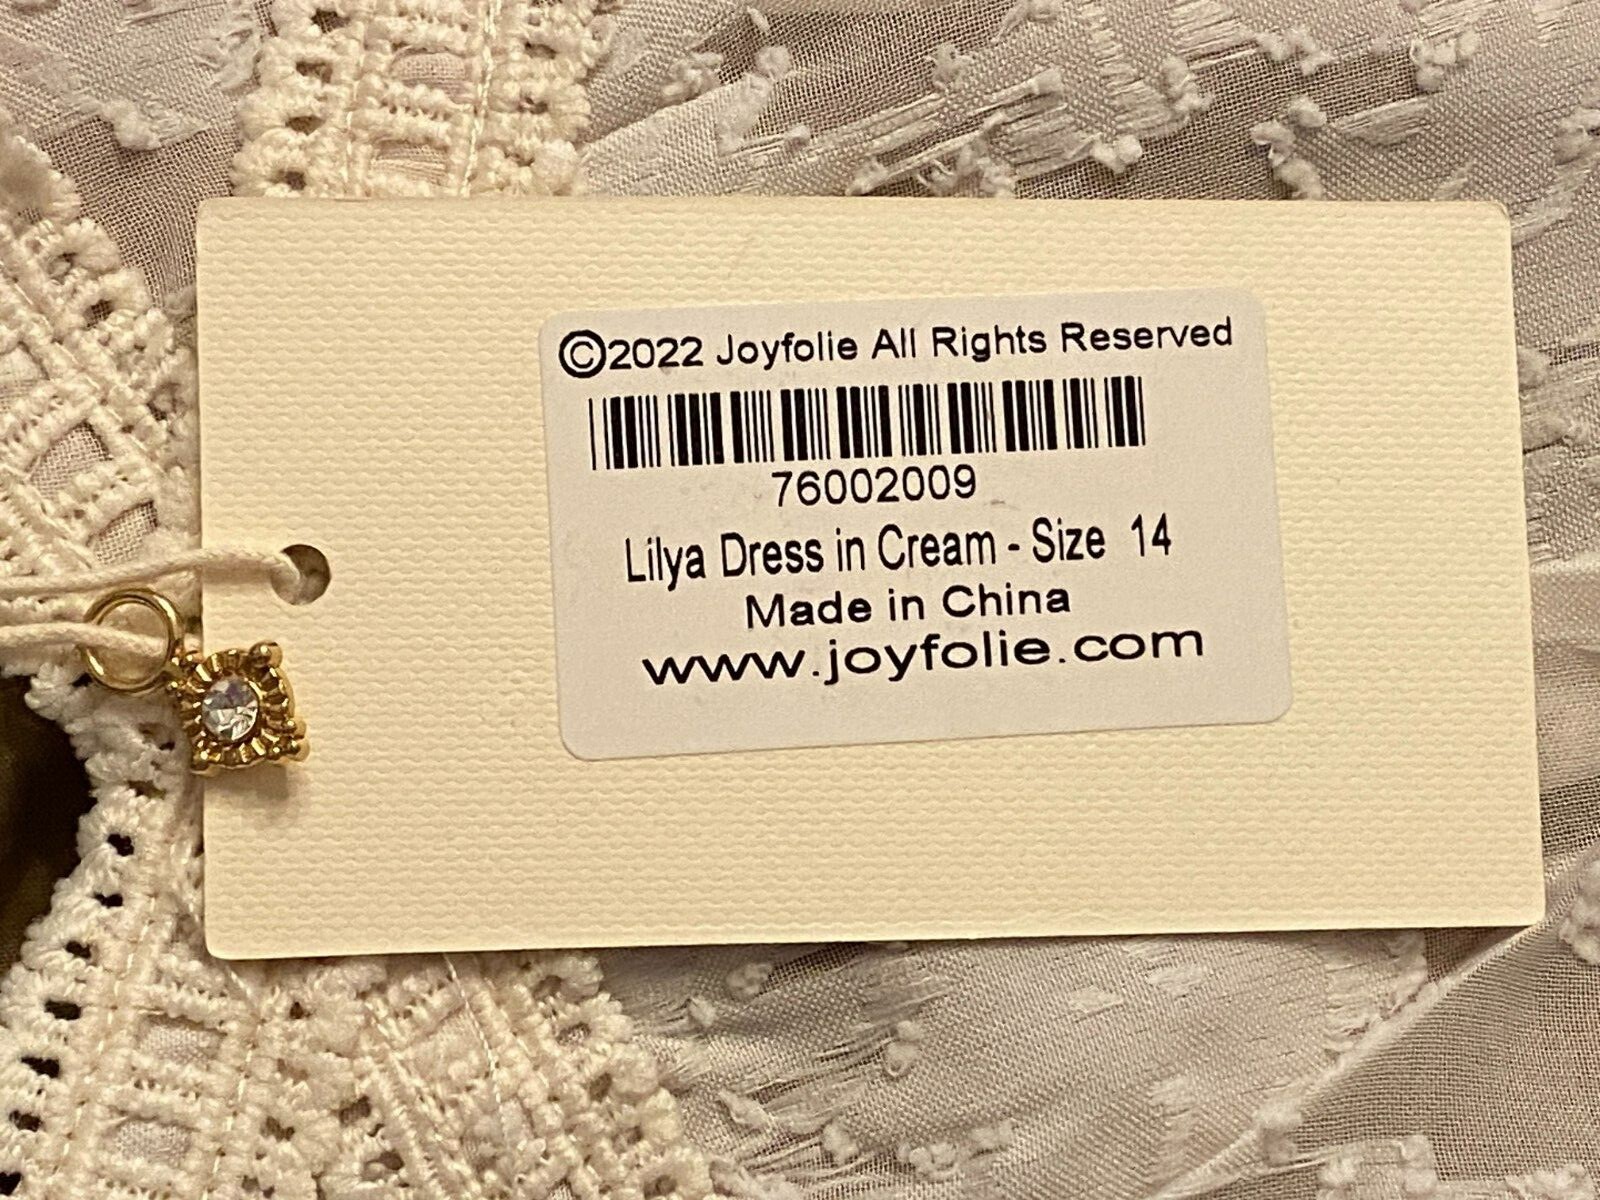 ©2022 Joyfolie All Rights Reserved
76002009
Lilya Dress in Cream - Size 14
Made in China
www.joyfolie.com